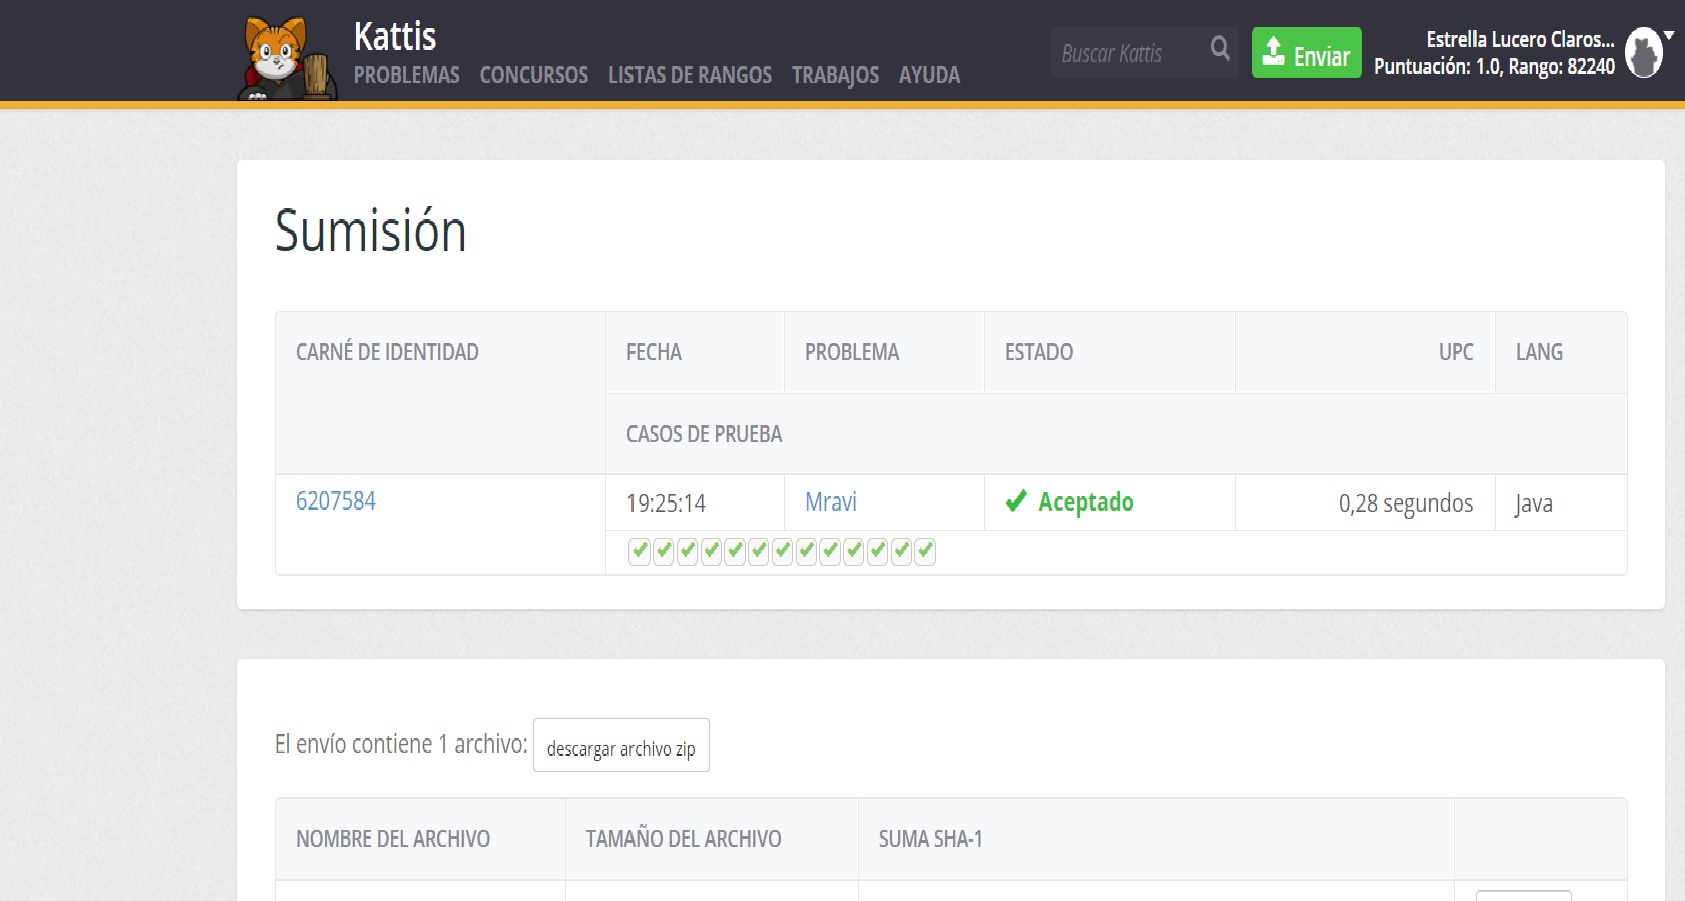 Kattis
PROBLEMAS CONCURSOS LISTAS DE RANGOS TRABAJOS AYUDA
Buscar Kattis
Enviar
Estrella Lucero Claros...
Puntuación: 1.0, Rango: 82240
Sumisión
CARNÉ DE IDENTIDAD FECHA PROBLEMA ESTADO UPC LANG
CASOS DE PRUEBA
6207584 19:25:14 Mravi Aceptado 0,28 segundos Java
El envío contiene 1 archivo: descargar archivo zip
NOMBRE DEL ARCHIVO TAMAÑO DEL ARCHIVO SUMA SHA-1